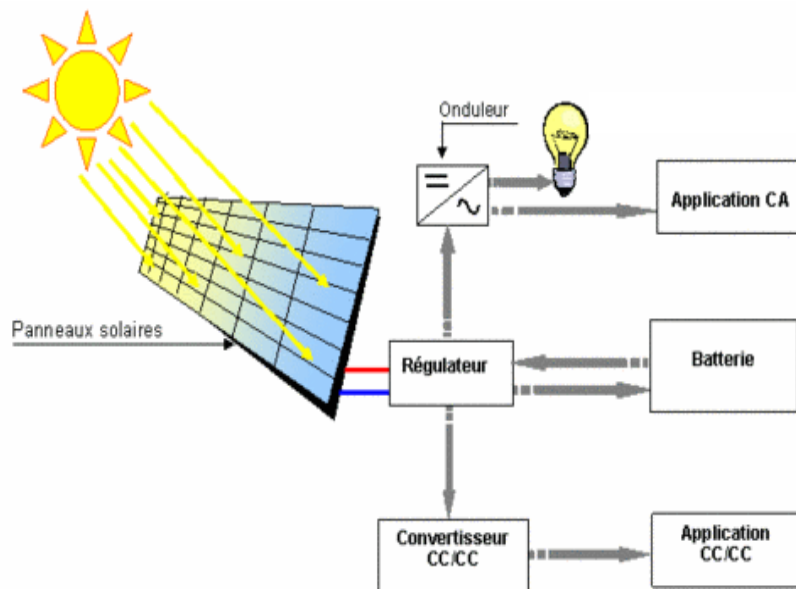 Onduleur
Application CA
Panneaux solaires
Régulateur
Batterie
Convertisseur
CC/CC
Application
CC/CC